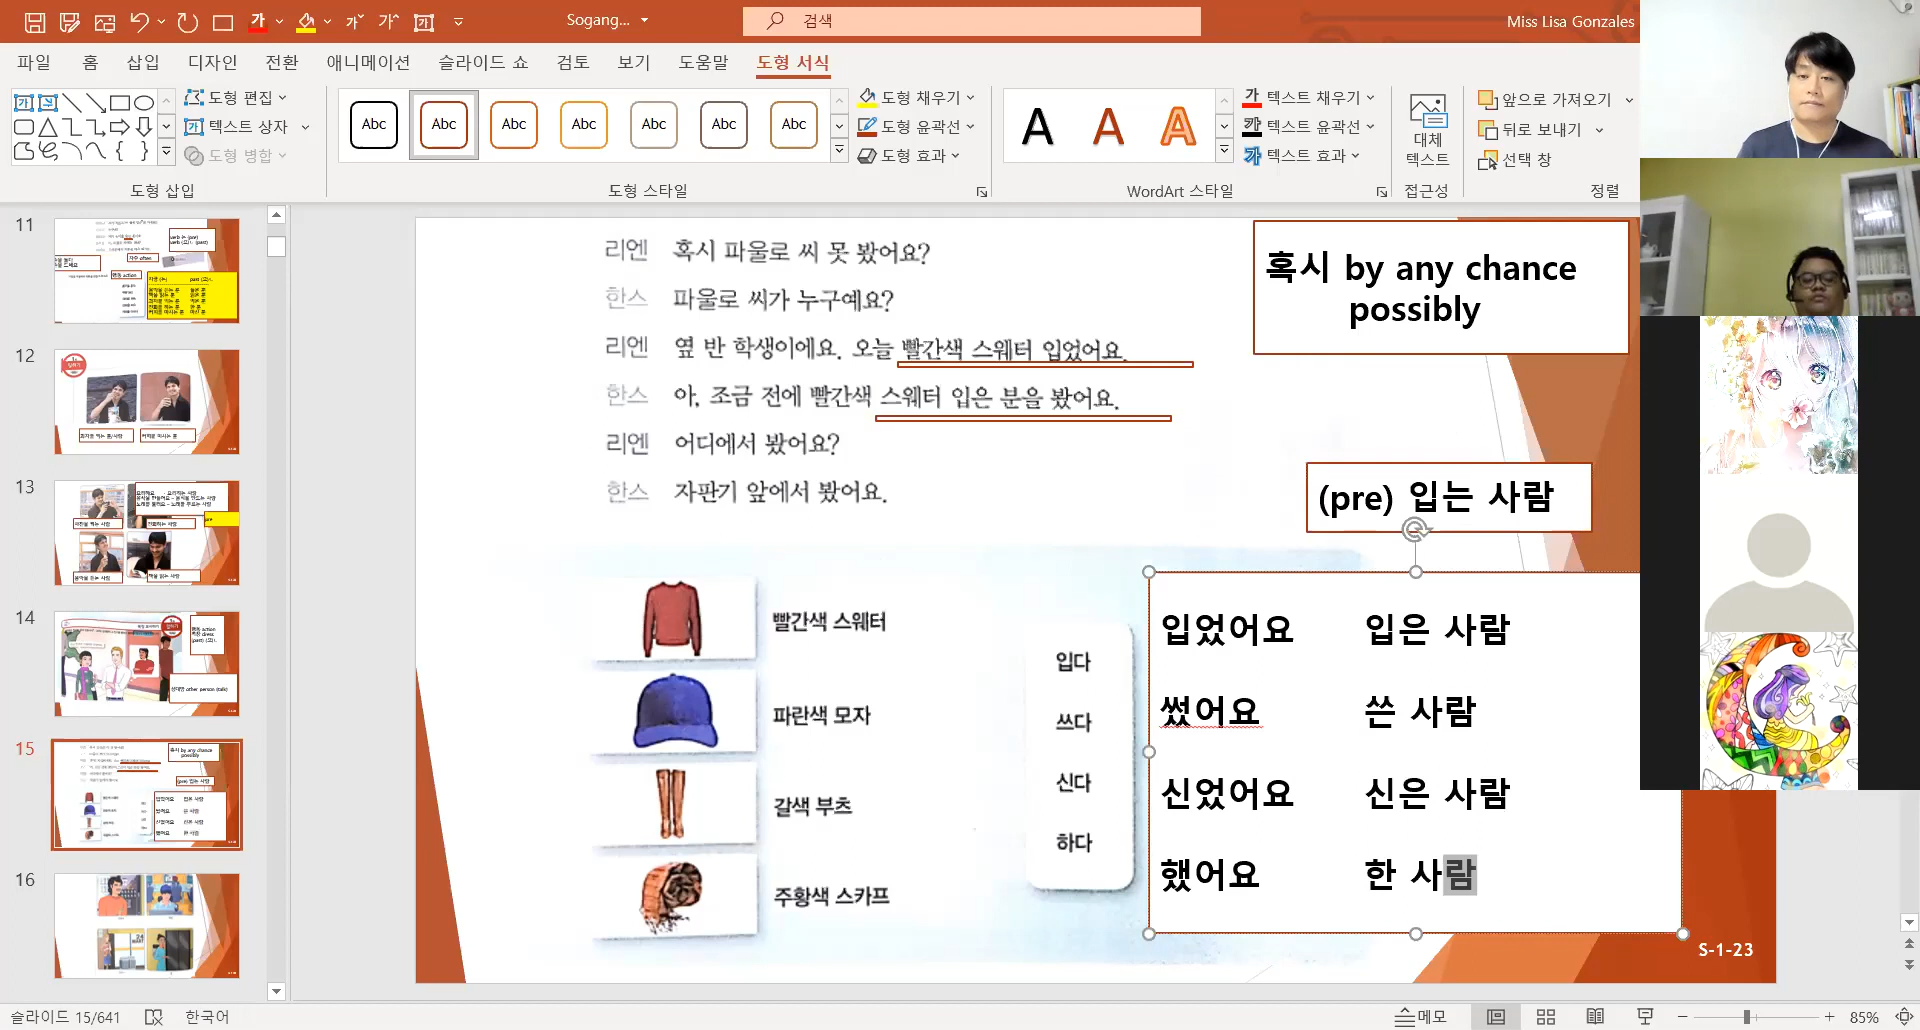 Sogang...
검색
Miss Lisa Gonzales
파일 홈 삽입 디자인 전환 애니메이션 슬라이드 쇼 검토 보기 도움말 도형 서식
도형 편집
텍스트 상자
도형 병합
도형 삽입
Abc Abc Abc Abc Abc Abc Abc
도형 스타일
도형 채우기
도형 윤곽선
도형 효과
A A A
WordArt 스타일
텍스트 채우기
텍스트 윤곽선
텍스트 효과
대체
텍스트
접근성
앞으로 가져오기
뒤로 보내기
선택 창
정렬
11
12
13
14
15
16
리엔 혹시 파울로 씨 못 봤어요?
한스 파울로 씨가 누구예요?
리엔 옆 반 학생이에요. 오늘 빨간색 스웨터 입었어요.
한스 아, 조금 전에 빨간색 스웨터 입은 분을 봤어요.
리엔 어디에서 봤어요?
한스 자판기 앞에서 봤어요.
혹시 by any chance
possibly
(pre) 입는 사람
빨간색 스웨터
파란색 모자
갈색 부츠
주황색 스카프
입다
쓰다
신다
하다
입었어요 입은 사람
썼어요 쓴 사람
신었어요 신은 사람
했어요 한 사람
S-1-23
슬라이드 15/641
한국어
메모
85%